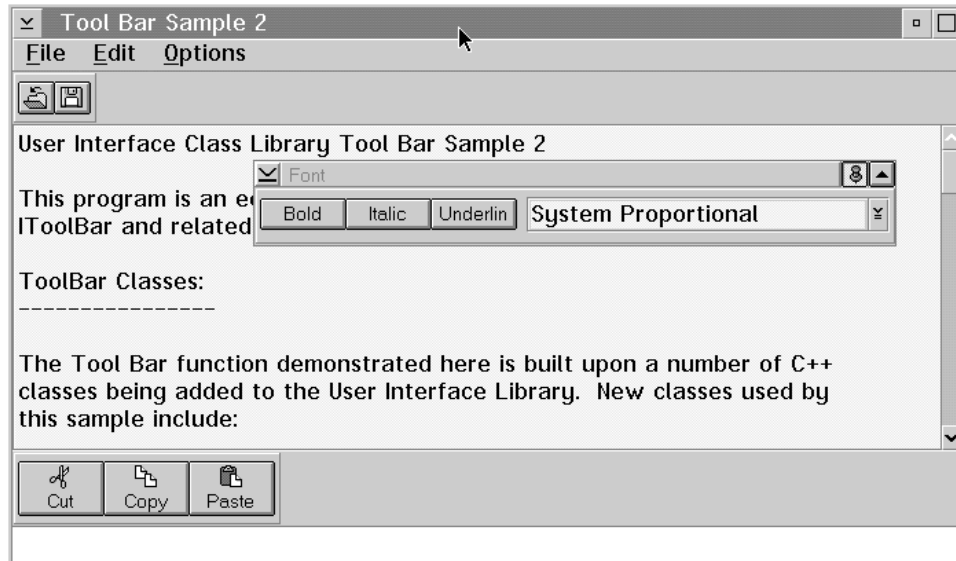 Tool Bar Sample 2
File Edit Options
User Interface Class Library Tool Bar Sample 2
Font
This program is an e
Bold Italic Underlin System Proportional
IToolBar and related
ToolBar Classes:
----------------
The Tool Bar function demonstrated here is built upon a number of C++
classes being added to the User Interface Library. New classes used by
this sample include:
Cut Copy Paste